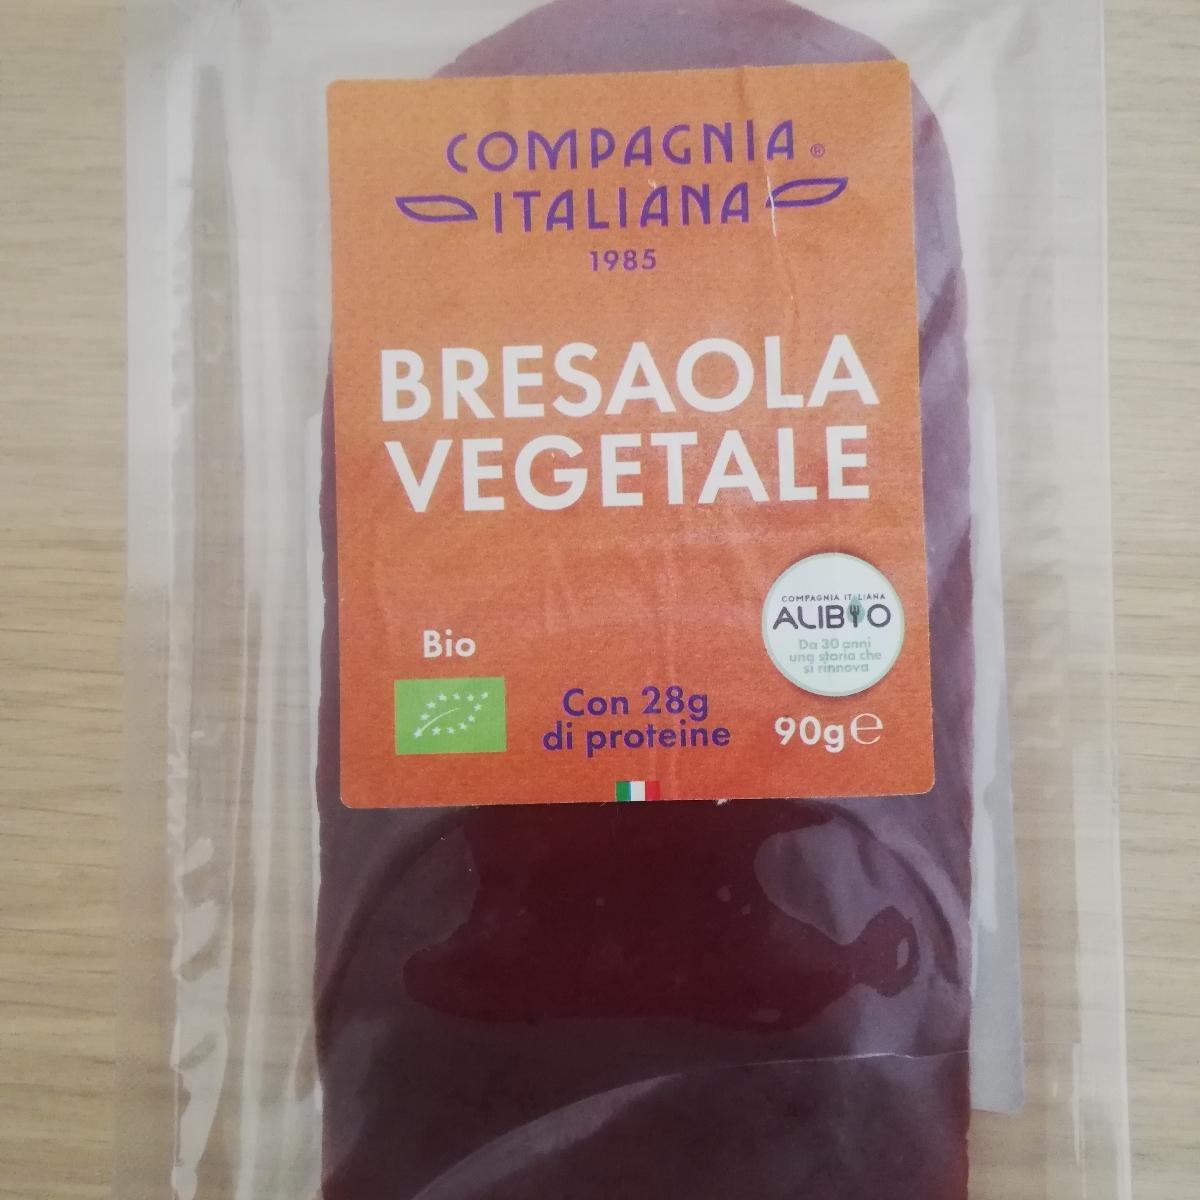 COMPAGNIA ®
ITALIANA
1985
BRESAOLA
VEGETALE
COMPAGNIA ITALIANA
ALIBIO
Da 30 anni
una storia che
si rinnova
Bio
Con 28g
di proteine
90g ℮